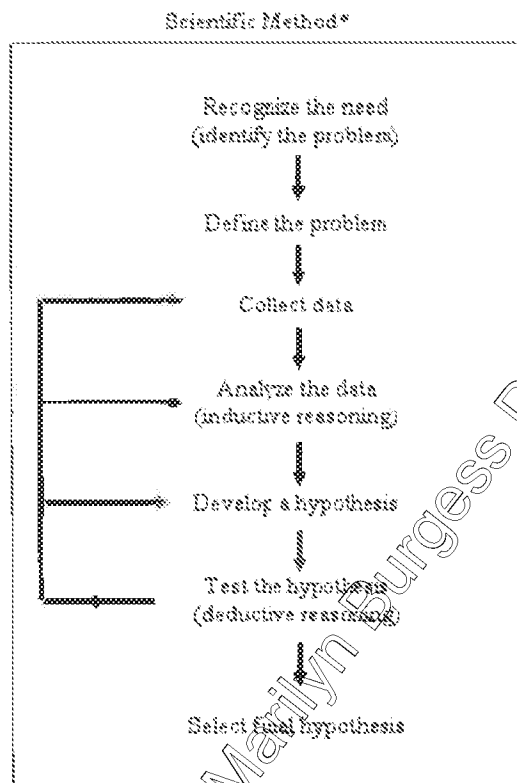 Scientific Method*
Recognize the need
(identify the problem)
Define the problem
Collect data
Analyze the data
(inductive reasoning)
Develop a hypothesis
Test the hypothesis
(deductive reasoning)
Select final hypothesis
Marilyn Burgess